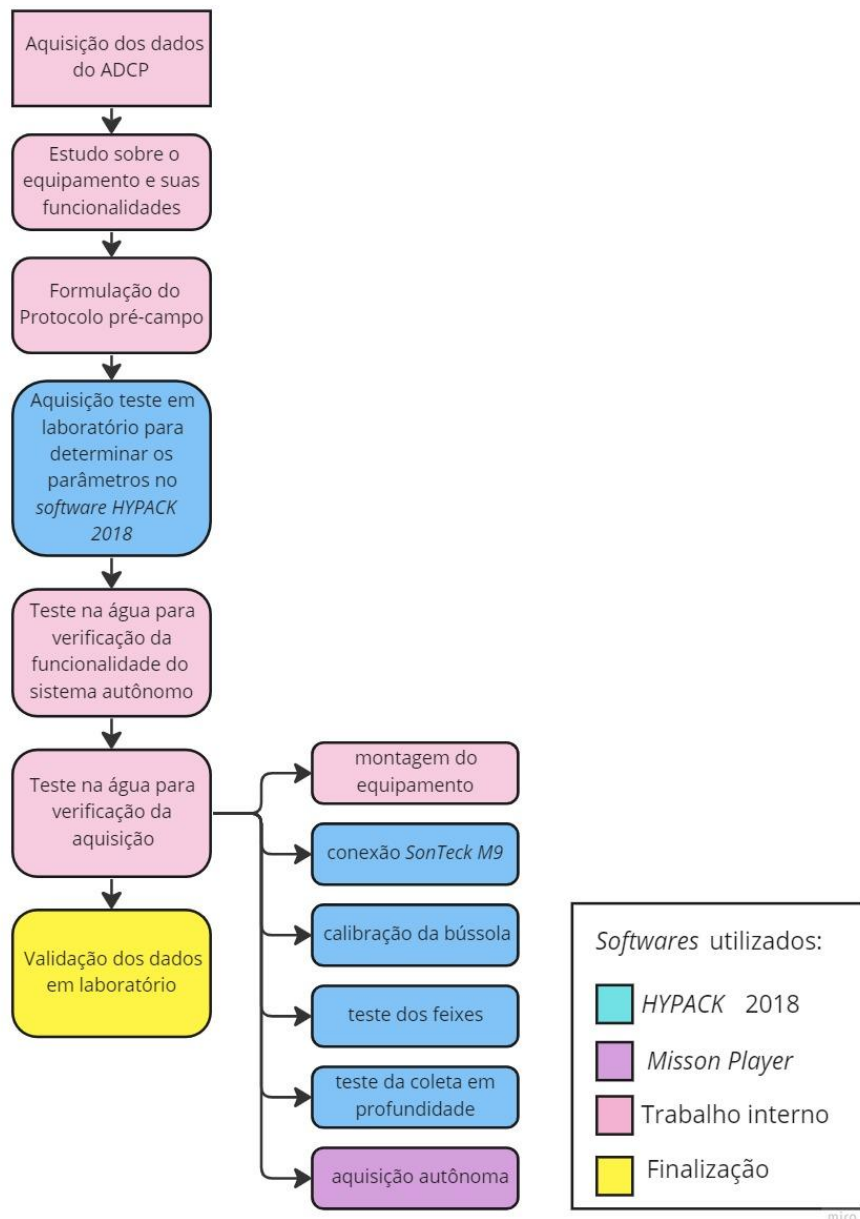 Aquisição dos dados
do ADCP
Estudo sobre o
equipamento e suas
funcionalidades
Formulação do
Protocolo pré-campo
Aquisição teste em
laboratório para
determinar os
parâmetros no
software HYPACK
2018
Teste na água para
verificação da
funcionalidade do
sistema autônomo
Teste na água para
verificação da
aquisição
Validação dos dados
em laboratório
montagem do
equipamento
conexão SonTeck M9
calibração da bússola
teste dos feixes
teste da coleta em
profundidade
aquisição autônoma
Softwares utilizados:
HYPACK 2018
Misson Player
Trabalho interno
Finalização
miro